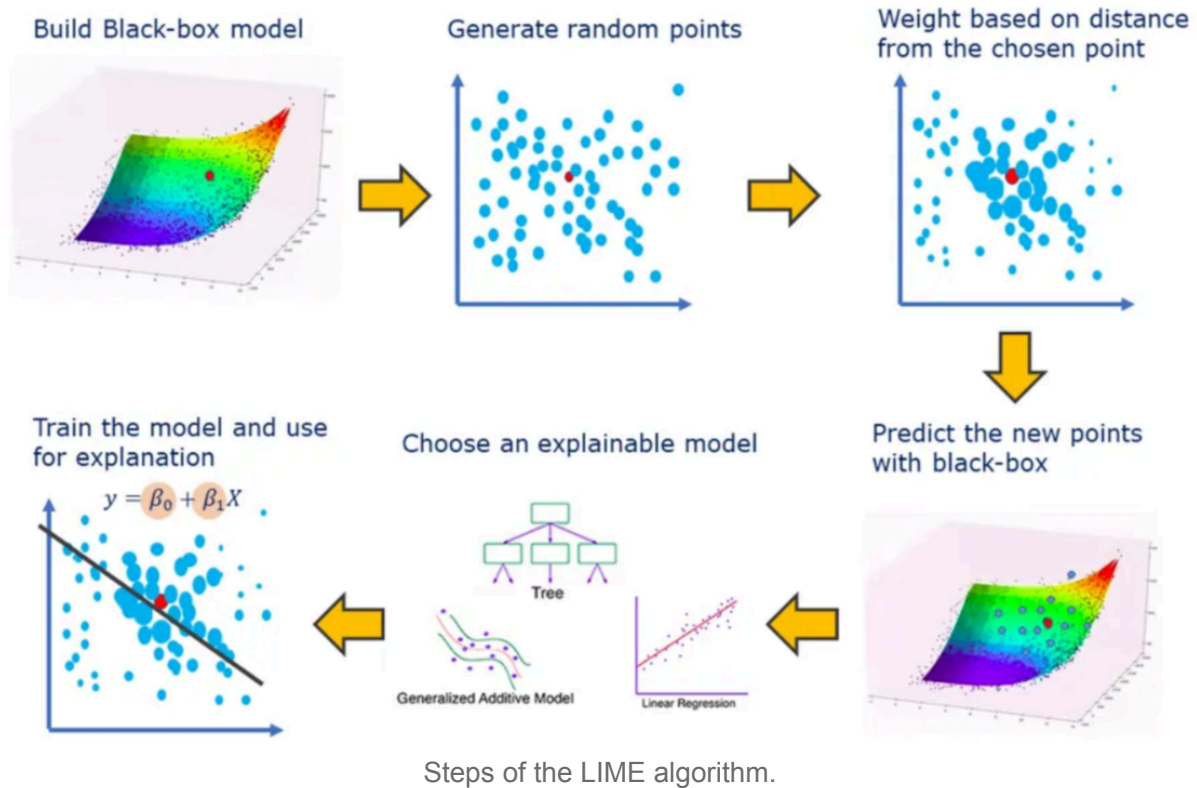 Build Black-box model
Generate random points
Weight based on distance
from the chosen point
Predict the new points
with black-box
Choose an explainable model
Tree
Generalized Additive Model
Linear Regression
Train the model and use
for explanation
y = β₀ + β₁X
Steps of the LIME algorithm.